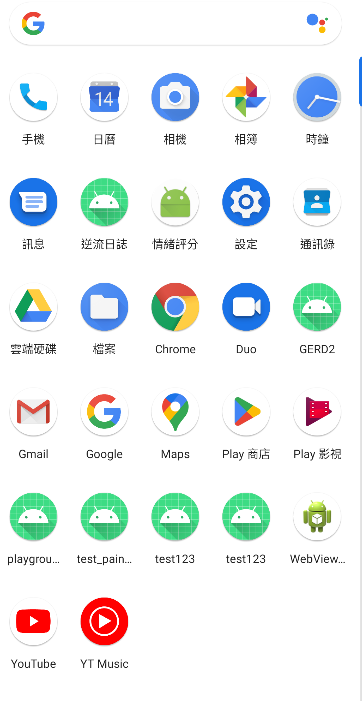 14
手機 日曆 相機 相簿 時鐘
訊息 逆流日誌 情緒評分 設定 通訊錄
雲端硬碟 檔案 Chrome Duo GERD2
Gmail Google Maps Play 商店 Play 影視
playgrou... test_pain... test123 test123 WebView...
YouTube YT Music